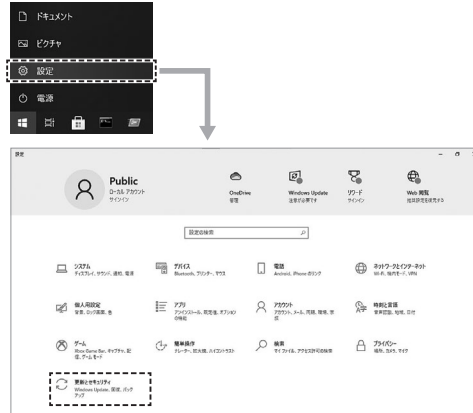 ドキュメント
ピクチャ
設定
電源
設定
Public
ローカル アカウント
サインイン
OneDrive
管理
Windows Update
注意が必要です
リワード
サインイン
Web 閲覧
推奨設定を復元する
設定の検索
システム
ディスプレイ、サウンド、通知、電源
デバイス
Bluetooth、プリンター、マウス
電話
Android, iPhone のリンク
ネットワークとインターネット
Wi-Fi、機内モード、VPN
個人用設定
背景、ロック画面、色
アプリ
アンインストール、既定値、オプションの機能
アカウント
アカウント、メール、同期、職場、家族
時刻と言語
音声認識、地域、日付
ゲーム
Xbox Game Bar、キャプチャ、配信、ゲーム モード
簡単操作
ナレーター、拡大鏡、ハイコントラスト
検索
マイ ファイル、アクセス許可の検索
プライバシー
場所、カメラ、マイク
更新とセキュリティ
Windows Update、回復、バックアップ